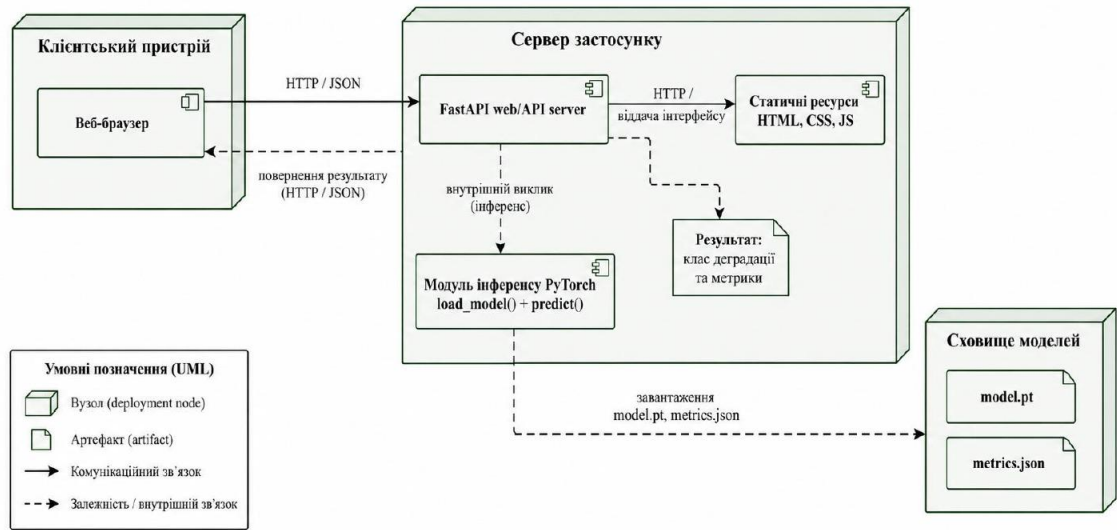 Клієнтський пристрій
Веб-браузер
HTTP / JSON
повернення результату
(HTTP / JSON)
Сервер застосунку
FastAPI web/API server
HTTP /
віддача інтерфейсу
Статичні ресурси
HTML, CSS, JS
внутрішній виклик
(інференс)
Результат:
клас деградації
та метрики
Модуль інференсу PyTorch
load_model() + predict()
завантаження
model.pt, metrics.json
Сховище моделей
model.pt
metrics.json
Умовні позначення (UML)
Вузол (deployment node)
Артефакт (artifact)
Комунікаційний зв'язок
Залежність / внутрішній зв'язок